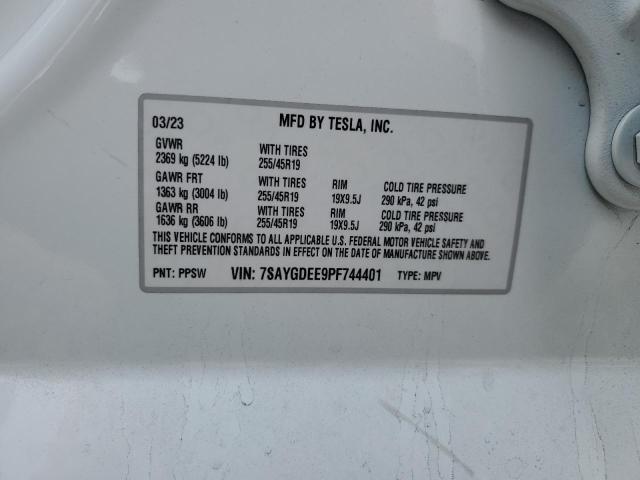 03/23 MFD BY TESLA, INC.
GVWR WITH TIRES
2369 kg (5224 lb) 255/45R19
GAWR FRT WITH TIRES RIM COLD TIRE PRESSURE
1363 kg (3004 lb) 255/45R19 19X9.5J 290 kPa, 42 psi
GAWR RR WITH TIRES RIM COLD TIRE PRESSURE
1636 kg (3606 lb) 255/45R19 19X9.5J 290 kPa, 42 psi
THIS VEHICLE CONFORMS TO ALL APPLICABLE U.S. FEDERAL MOTOR VEHICLE SAFETY AND
THEFT PREVENTION STANDARDS IN EFFECT ON THE DATE OF MANUFACTURE SHOWN ABOVE.
PNT: PPSW VIN: 7SAYGDEE9PF744401 TYPE: MPV